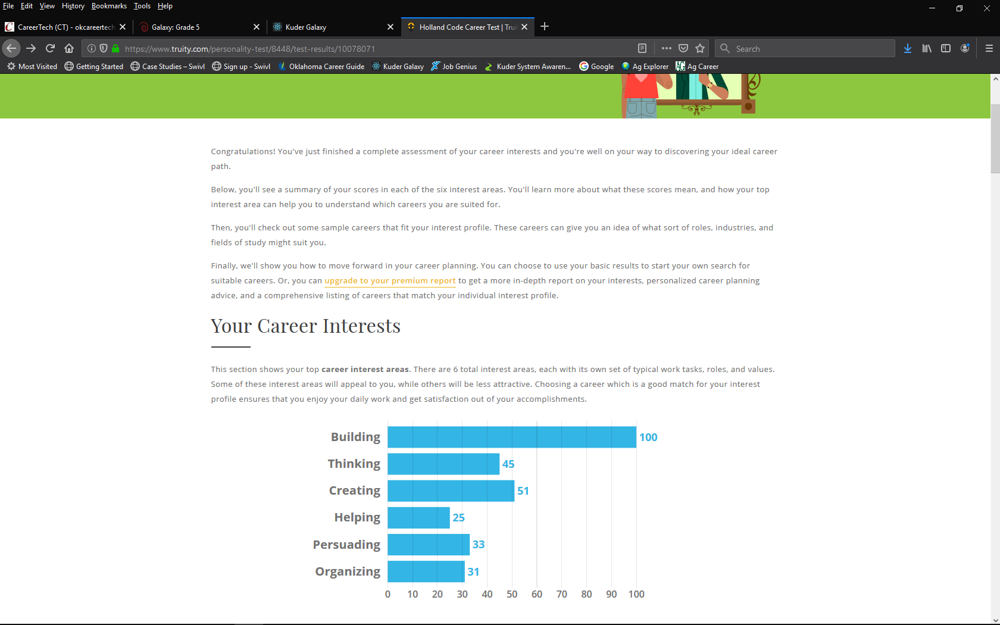 File Edit View History Bookmarks Tools Help
CareerTech (CT) - okcareertech
Galaxy: Grade 5
Kuder Galaxy
Holland Code Career Test | Trui
https://www.truity.com/personality-test/8448/test-results/10078071
Search
Most Visited Getting Started Case Studies – Swivl Sign up - Swivl Oklahoma Career Guide Kuder Galaxy Job Genius Kuder System Awaren... Google Ag Explorer Ag Career
Congratulations! You've just finished a complete assessment of your career interests and you're well on your way to discovering your ideal career
path.
Below, you'll see a summary of your scores in each of the six interest areas. You'll learn more about what these scores mean, and how your top
interest area can help you to understand which careers you are suited for.
Then, you'll check out some sample careers that fit your interest profile. These careers can give you an idea of what sort of roles, industries, and
fields of study might suit you.
Finally, we'll show you how to move forward in your career planning. You can choose to use your basic results to start your own search for
suitable careers. Or, you can upgrade to your premium report to get a more in-depth report on your interests, personalized career planning
advice, and a comprehensive listing of careers that match your individual interest profile.
Your Career Interests
This section shows your top career interest areas. There are 6 total interest areas, each with its own set of typical work tasks, roles, and values.
Some of these interest areas will appeal to you, while others will be less attractive. Choosing a career which is a good match for your interest
profile ensures that you enjoy your daily work and get satisfaction out of your accomplishments.
Building 100
Thinking 45
Creating 51
Helping 25
Persuading 33
Organizing 31
0 10 20 30 40 50 60 70 80 90 100